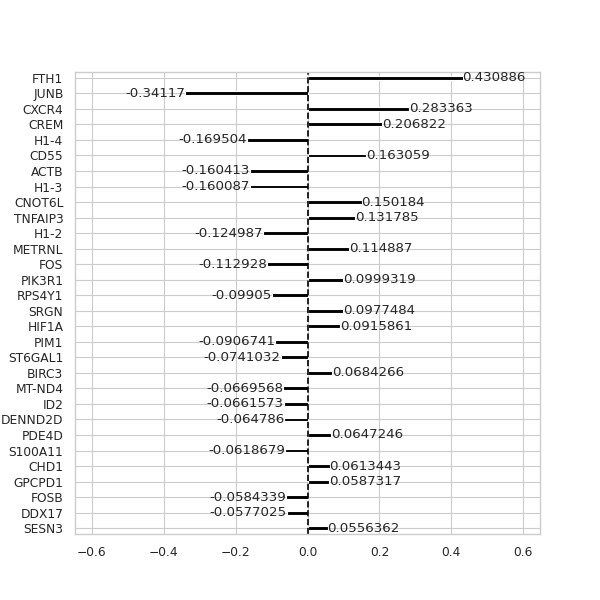 FTH1 0.430886
JUNB -0.34117
CXCR4 0.283363
CREM 0.206822
H1-4 -0.169504
CD55 0.163059
ACTB -0.160413
H1-3 -0.160087
CNOT6L 0.150184
TNFAIP3 0.131785
H1-2 -0.124987
METRNL 0.114887
FOS -0.112928
PIK3R1 0.0999319
RPS4Y1 -0.09905
SRGN 0.0977484
HIF1A 0.0915861
PIM1 -0.0906741
ST6GAL1 -0.0741032
BIRC3 0.0684266
MT-ND4 -0.0669568
ID2 -0.0661573
DENND2D -0.064786
PDE4D 0.0647246
S100A11 -0.0618679
CHD1 0.0613443
GPCPD1 0.0587317
FOSB -0.0584339
DDX17 -0.0577025
SESN3 0.0556362
−0.6 −0.4 −0.2 0.0 0.2 0.4 0.6